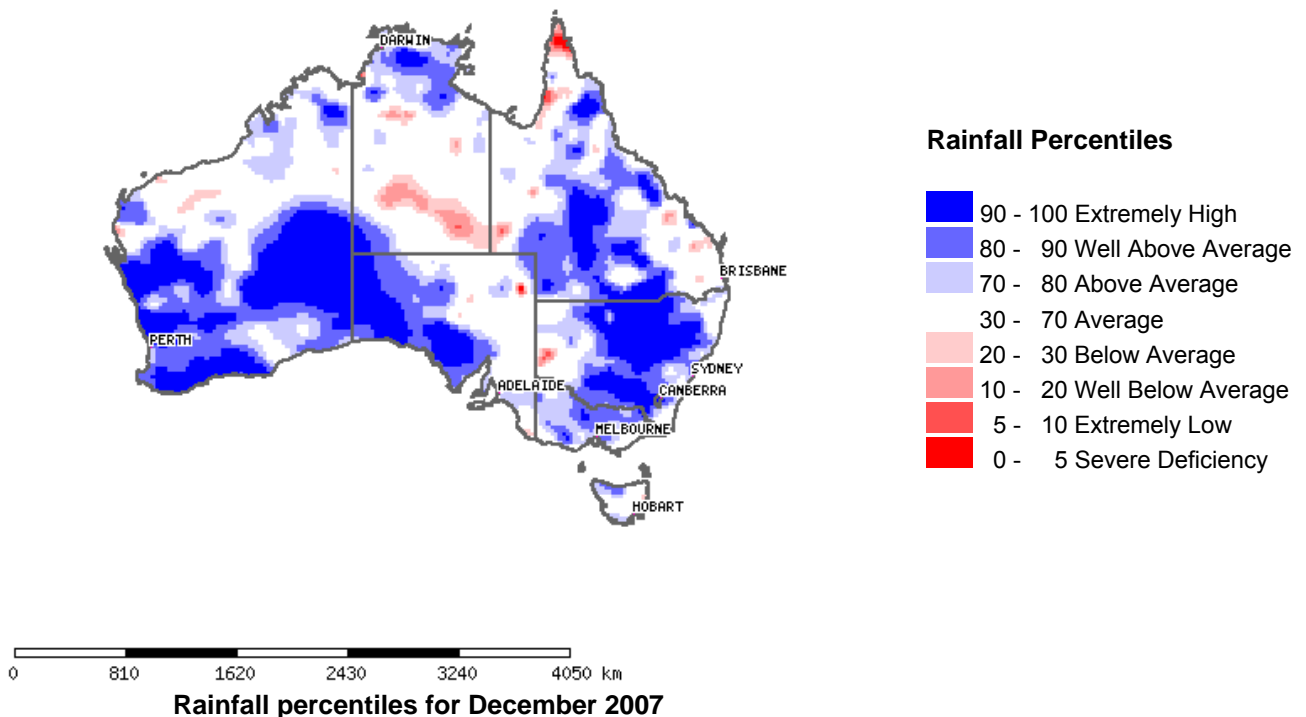 DARWIN
BRISBANE
PERTH
SYDNEY
ADELAIDE
CANBERRA
MELBOURNE
HOBART
Rainfall Percentiles
90 - 100 Extremely High
80 - 90 Well Above Average
70 - 80 Above Average
30 - 70 Average
20 - 30 Below Average
10 - 20 Well Below Average
5 - 10 Extremely Low
0 - 5 Severe Deficiency
0 810 1620 2430 3240 4050 km
Rainfall percentiles for December 2007